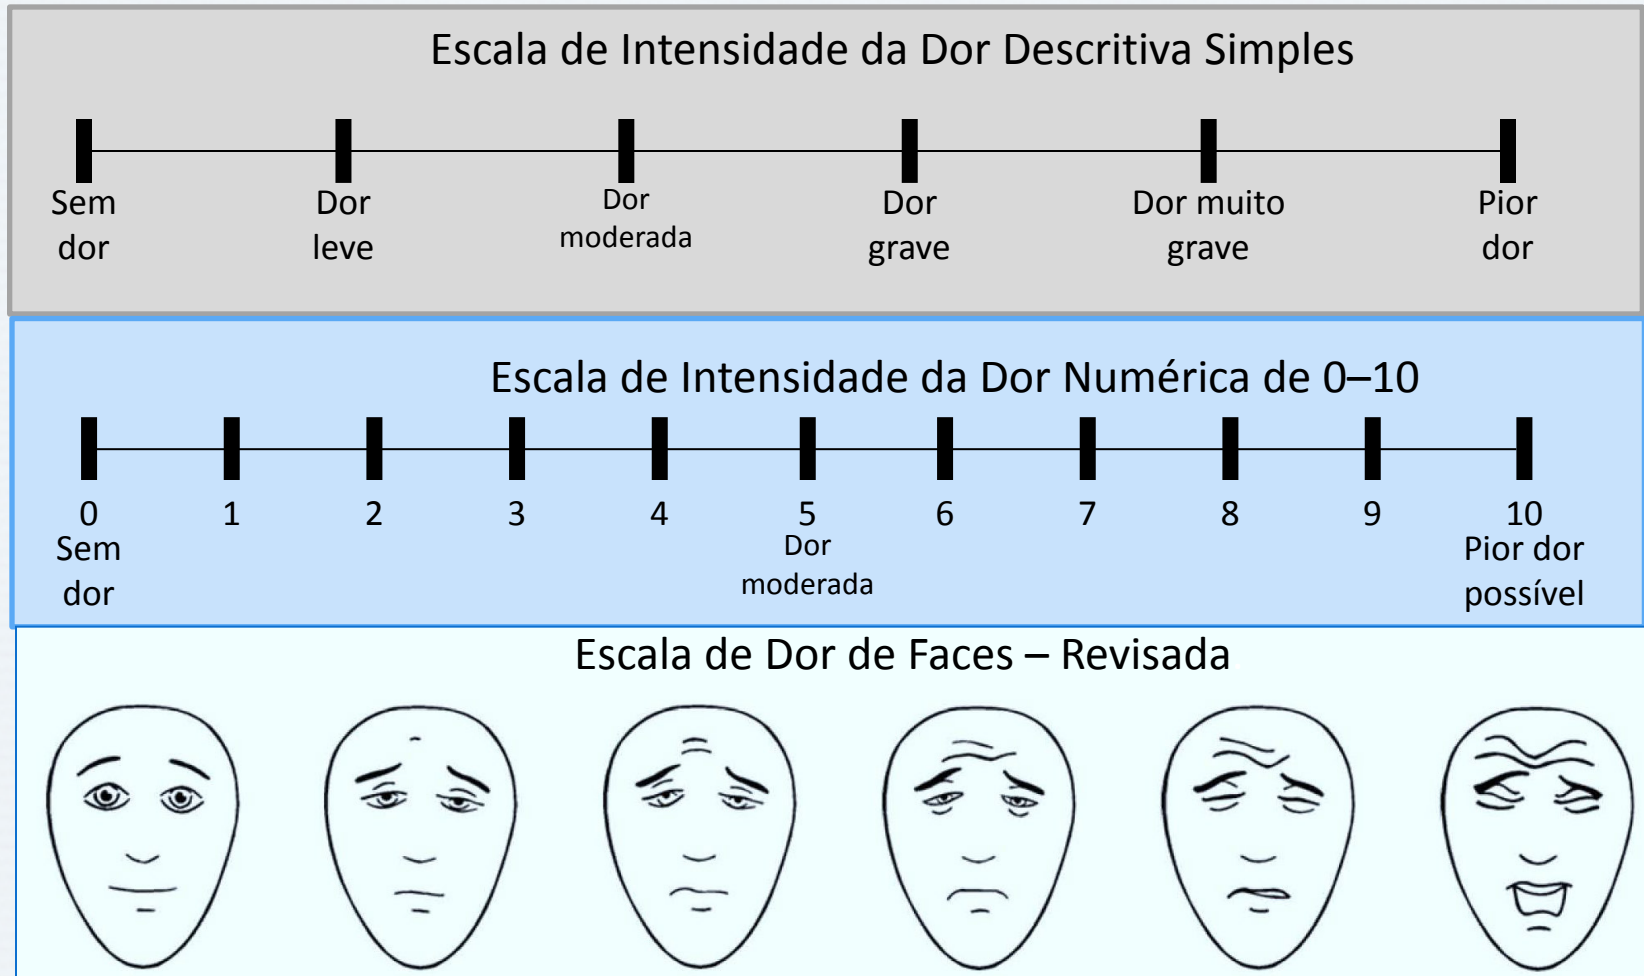 Escala de Intensidade da Dor Descritiva Simples
Sem dor
Dor leve
Dor moderada
Dor grave
Dor muito grave
Pior dor
Escala de Intensidade da Dor Numérica de 0–10
0 1 2 3 4 5 6 7 8 9 10
Sem dor
Dor moderada
Pior dor possível
Escala de Dor de Faces – Revisada